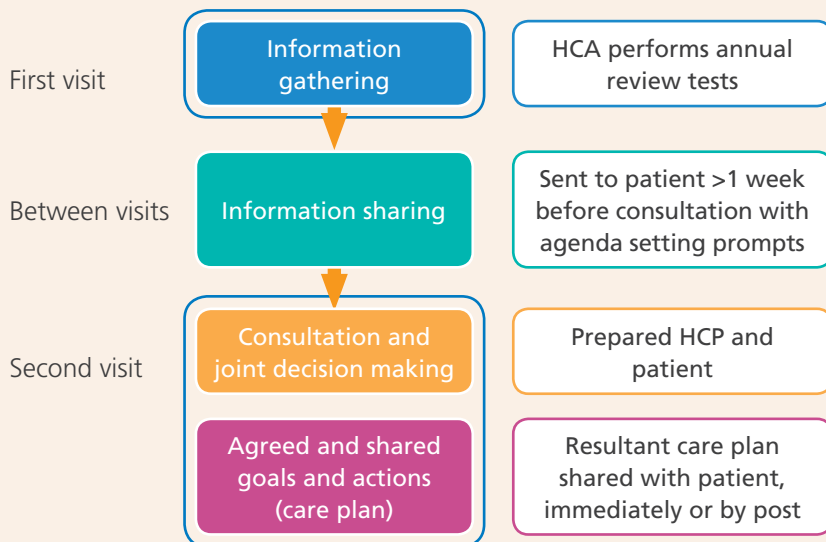 First visit
Information
gathering
HCA performs annual
review tests
Between visits
Information sharing
Sent to patient >1 week
before consultation with
agenda setting prompts
Second visit
Consultation and
joint decision making
Prepared HCP and
patient
Agreed and shared
goals and actions
(care plan)
Resultant care plan
shared with patient,
immediately or by post